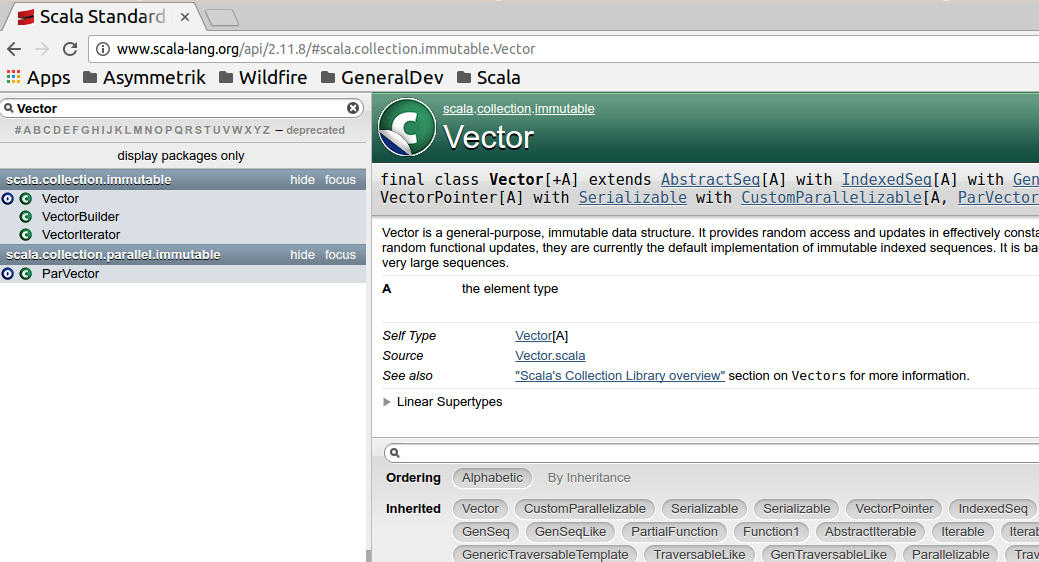 Scala Standard
www.scala-lang.org/api/2.11.8/#scala.collection.immutable.Vector
Apps Asymmetrik Wildfire GeneralDev Scala
Vector
# A B C D E F G H I J K L M N O P Q R S T U V W X Y Z – deprecated
display packages only
scala.collection.immutable hide focus
Vector
VectorBuilder
VectorIterator
scala.collection.parallel.immutable hide focus
ParVector
C
scala.collection.immutable
Vector
final class Vector[+A] extends AbstractSeq[A] with IndexedSeq[A] with Gen
VectorPointer[A] with Serializable with CustomParallelizable[A, ParVector
Vector is a general-purpose, immutable data structure. It provides random access and updates in effectively consta
random functional updates, they are currently the default implementation of immutable indexed sequences. It is ba
very large sequences.
A the element type
Self Type Vector[A]
Source Vector.scala
See also "Scala's Collection Library overview" section on Vectors for more information.
Linear Supertypes
Ordering Alphabetic By Inheritance
Inherited Vector CustomParallelizable Serializable Serializable VectorPointer IndexedSeq
GenSeq GenSeqLike PartialFunction Function1 AbstractIterable Iterable Itera
GenericTraversableTemplate TraversableLike GenTraversableLike Parallelizable Trav